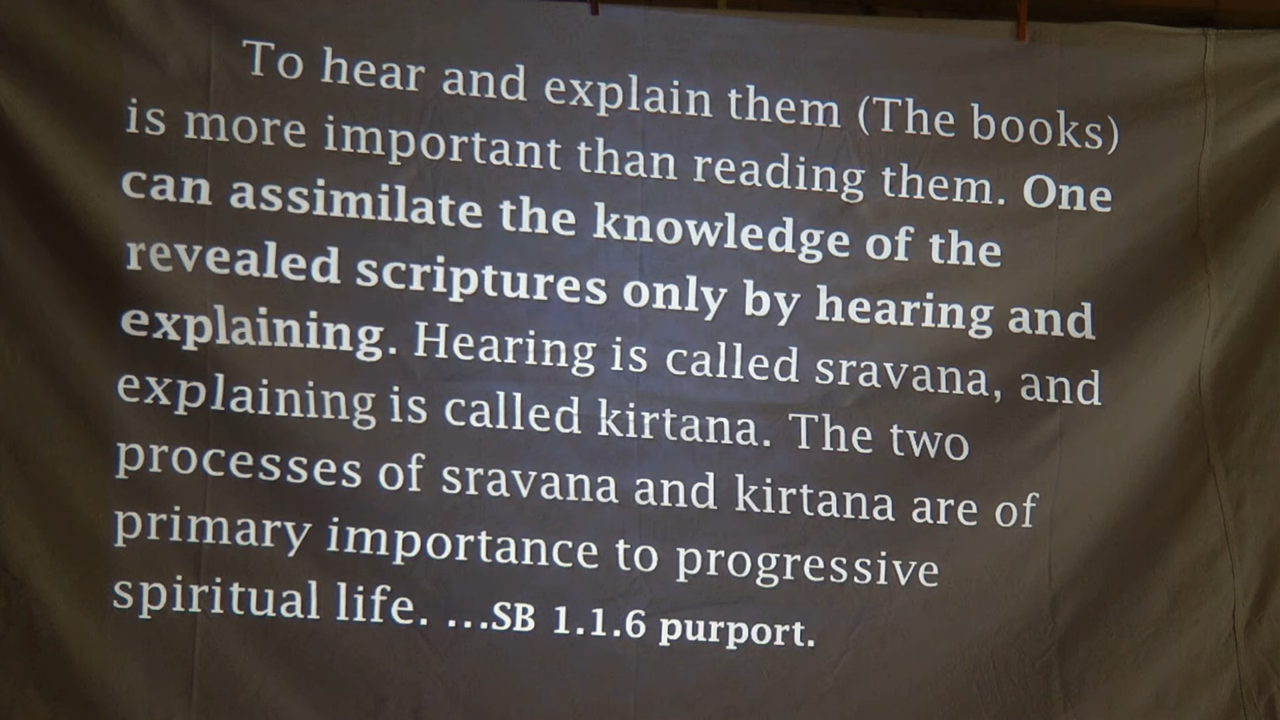 To hear and explain them (The books)
is more important than reading them. One
can assimilate the knowledge of the
revealed scriptures only by hearing and
explaining. Hearing is called sravana, and
explaining is called kirtana. The two
processes of sravana and kirtana are of
primary importance to progressive
spiritual life. ...SB 1.1.6 purport.